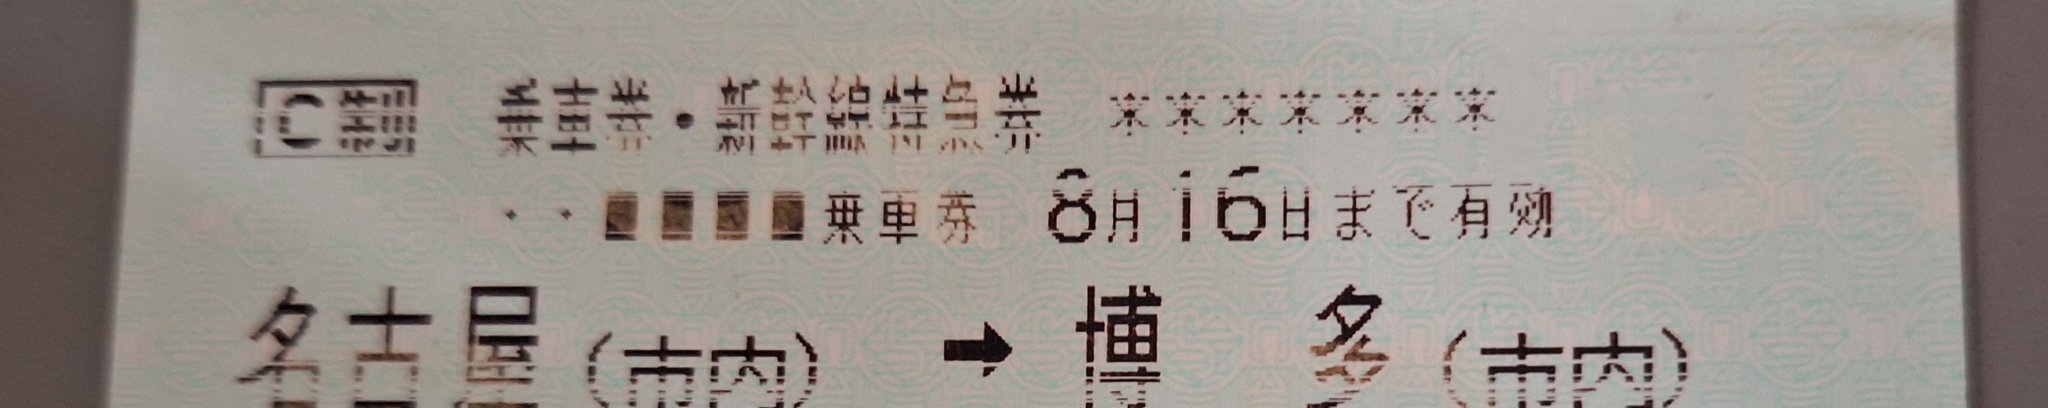 C制 乗車券・新幹線特急券 ※※※※※※※
・・■■■■乗車券 8月16日まで有効
名古屋(市内) ➡ 博多(市内)